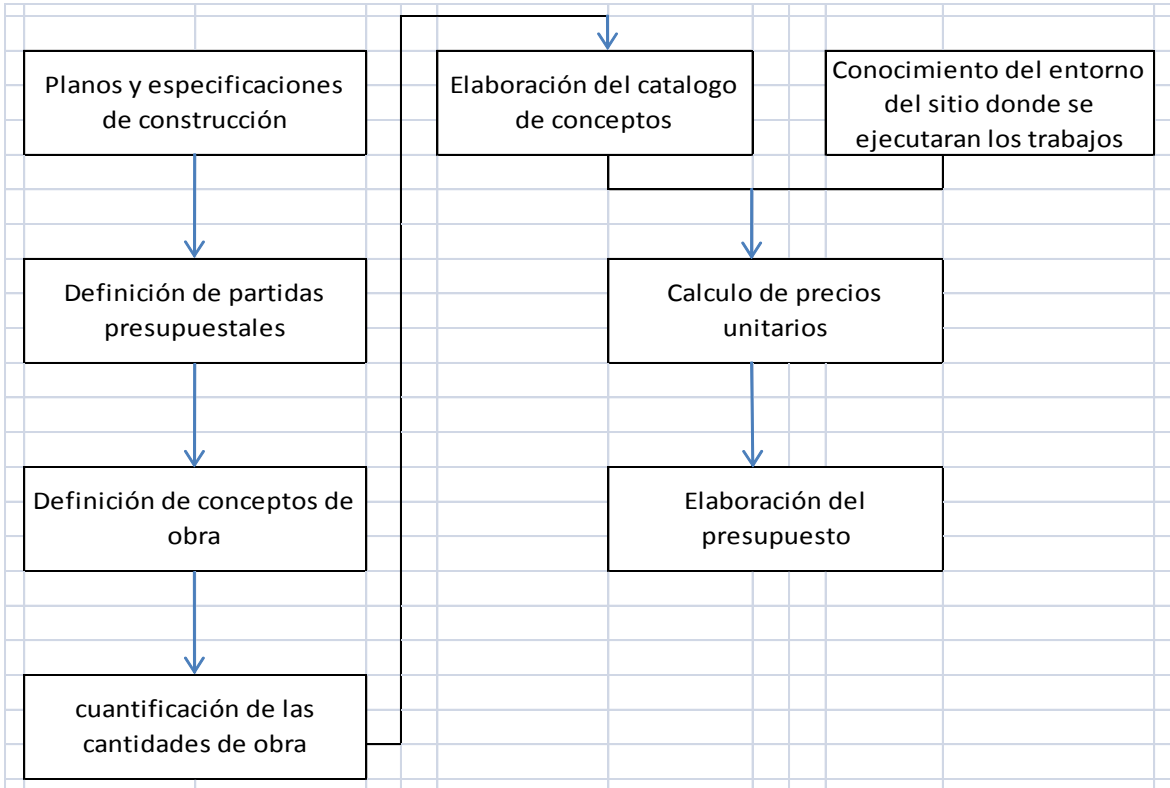 Planos y especificaciones
de construcción
Definición de partidas
presupuestales
Definición de conceptos de
obra
cuantificación de las
cantidades de obra
Elaboración del catalogo
de conceptos
Conocimiento del entorno
del sitio donde se
ejecutaran los trabajos
Calculo de precios
unitarios
Elaboración del
presupuesto